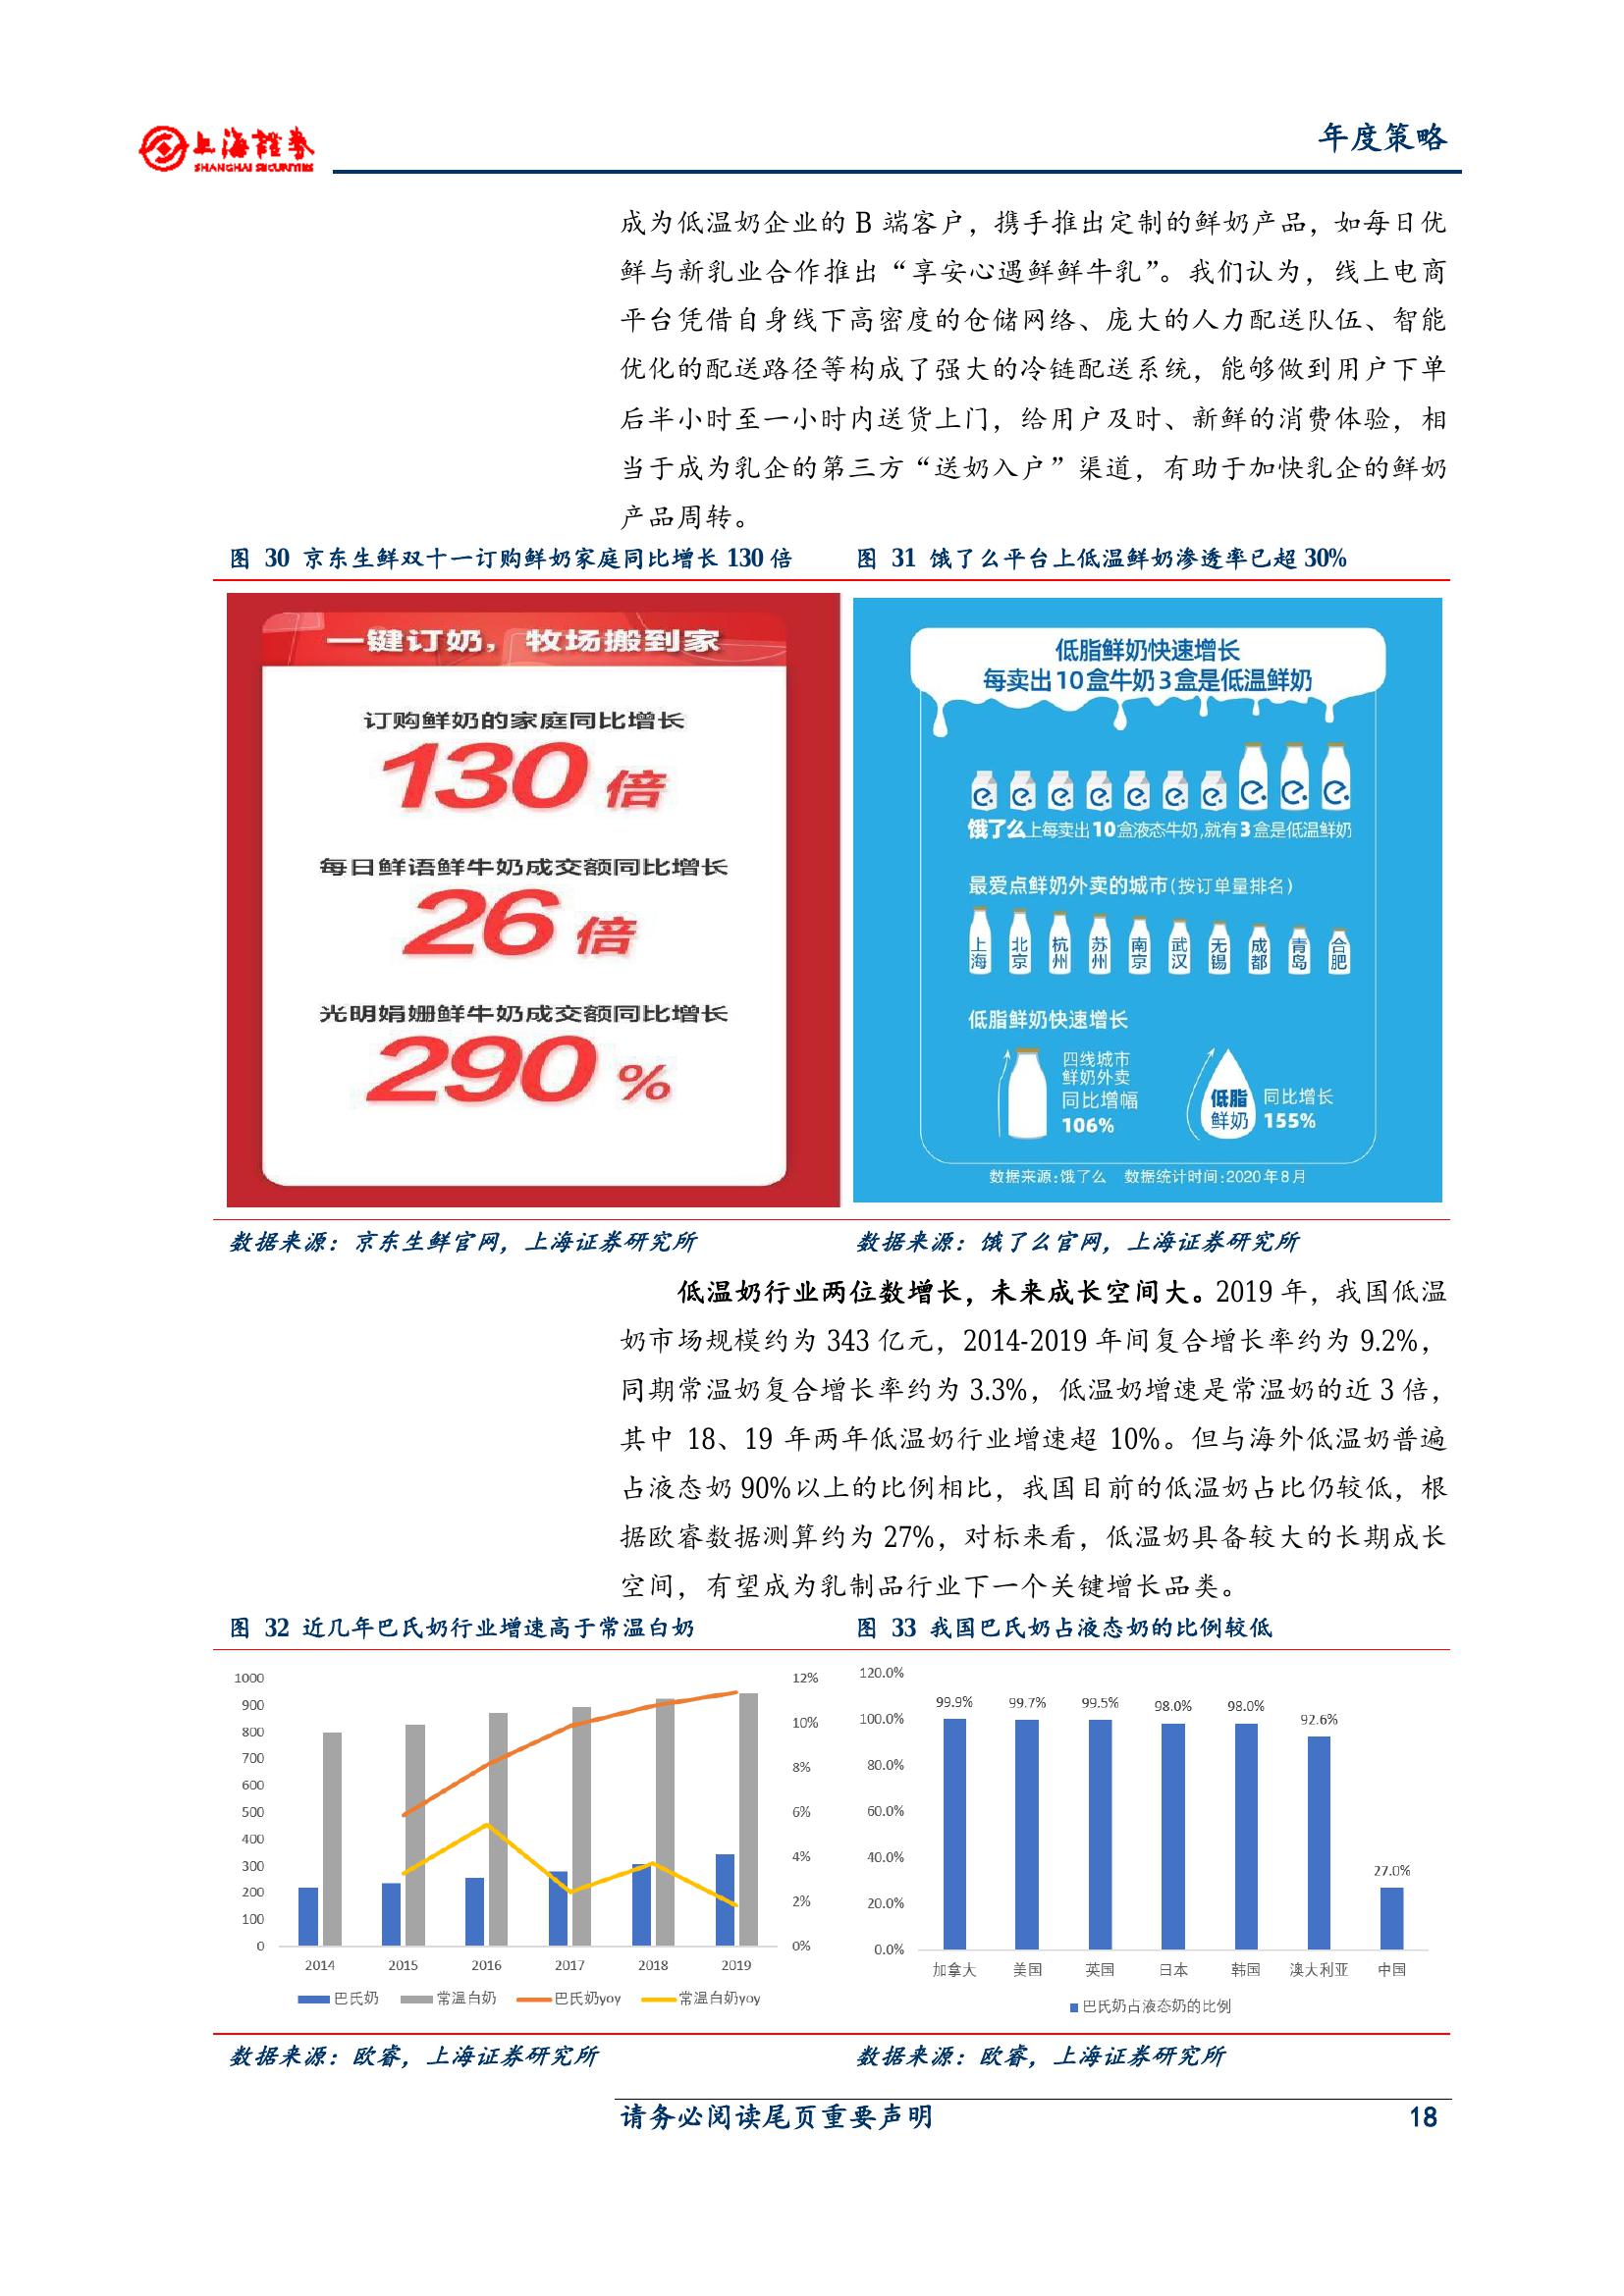 上海證券
SHANGHAI SECURITIES
年度策略
成为低温奶企业的 B 端客户，携手推出定制的鲜奶产品，如每日优
鲜与新乳业合作推出“享安心遇鲜鲜牛乳”。我们认为，线上电商
平台凭借自身线下高密度的仓储网络、庞大的人力配送队伍、智能
优化的配送路径等构成了强大的冷链配送系统，能够做到用户下单
后半小时至一小时内送货上门，给用户及时、新鲜的消费体验，相
当于成为乳企的第三方“送奶入户”渠道，有助于加快乳企的鲜奶
产品周转。
图 30 京东生鲜双十一订购鲜奶家庭同比增长 130 倍
一键订奶，牧场搬到家
订购鲜奶的家庭同比增长
130 倍
每日鲜语鲜牛奶成交额同比增长
26 倍
光明娟姗鲜牛奶成交额同比增长
290 %
数据来源：京东生鲜官网，上海证券研究所
图 31 饿了么平台上低温鲜奶渗透率已超 30%
低脂鲜奶快速增长
每卖出10盒牛奶3盒是低温鲜奶
饿了么上每卖出10盒液态牛奶,就有3盒是低温鲜奶
最爱点鲜奶外卖的城市(按订单量排名)
上海 北京 杭州 苏州 南京 武汉 无锡 成都 青岛 合肥
低脂鲜奶快速增长
四线城市
鲜奶外卖
同比增幅
106%
低脂
鲜奶
同比增长
155%
数据来源:饿了么 数据统计时间:2020年8月
数据来源：饿了么官网，上海证券研究所
低温奶行业两位数增长，未来成长空间大。2019 年，我国低温
奶市场规模约为 343 亿元，2014-2019 年间复合增长率约为 9.2%，
同期常温奶复合增长率约为 3.3%，低温奶增速是常温奶的近 3 倍，
其中 18、19 年两年低温奶行业增速超 10%。但与海外低温奶普遍
占液态奶 90%以上的比例相比，我国目前的低温奶占比仍较低，根
据欧睿数据测算约为 27%，对标来看，低温奶具备较大的长期成长
空间，有望成为乳制品行业下一个关键增长品类。
图 32 近几年巴氏奶行业增速高于常温白奶
1000
900
800
700
600
500
400
300
200
100
0
12%
10%
8%
6%
4%
2%
0%
2014 2015 2016 2017 2018 2019
巴氏奶 常温白奶 巴氏奶yoy 常温白奶yoy
数据来源：欧睿，上海证券研究所
图 33 我国巴氏奶占液态奶的比例较低
120.0%
100.0%
80.0%
60.0%
40.0%
20.0%
0.0%
99.9% 99.7% 99.5% 98.0% 98.0% 92.6% 27.0%
加拿大 美国 英国 日本 韩国 澳大利亚 中国
巴氏奶占液态奶的比例
数据来源：欧睿，上海证券研究所
请务必阅读尾页重要声明 18